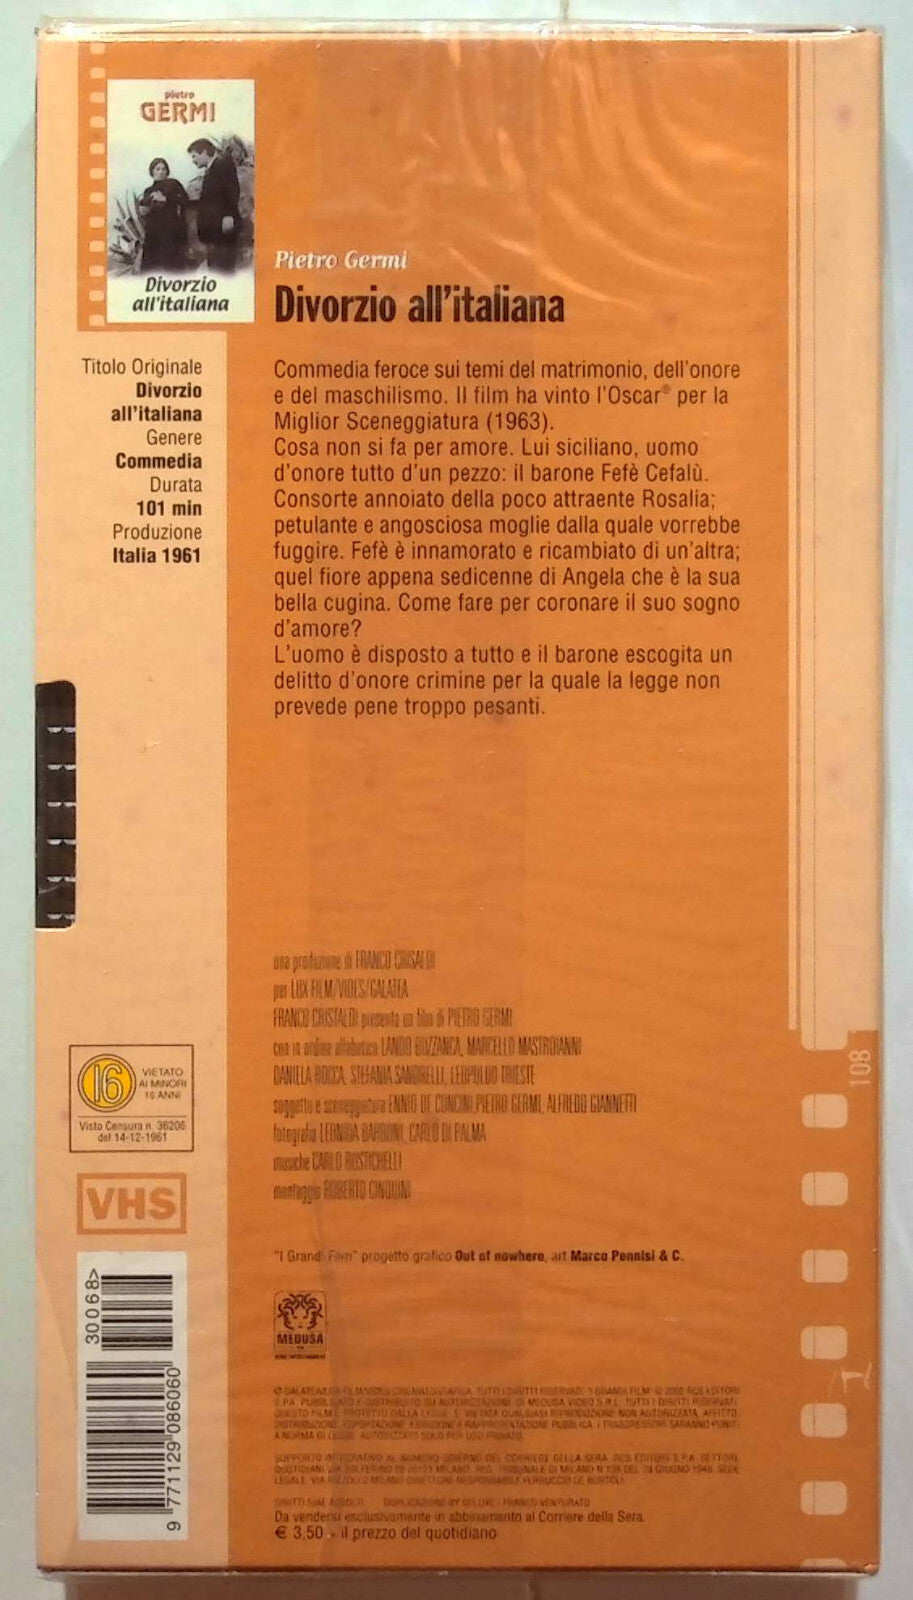 pietro
GERMI
Divorzio
all'italiana
Pietro Germi
Divorzio all'italiana
Titolo Originale
Divorzio
all'italiana
Genere
Commedia
Durata
101 min
Produzione
Italia 1961
Commedia feroce sui temi del matrimonio, dell'onore
e del maschilismo. Il film ha vinto l'Oscar® per la
Miglior Sceneggiatura (1963).
Cosa non si fa per amore. Lui siciliano, uomo
d'onore tutto d'un pezzo: il barone Fefè Cefalù.
Consorte annoiato della poco attraente Rosalia;
petulante e angosciosa moglie dalla quale vorrebbe
fuggire. Fefè è innamorato e ricambiato di un'altra;
quel fiore appena sedicenne di Angela che è la sua
bella cugina. Come fare per coronare il suo sogno
d'amore?
L'uomo è disposto a tutto e il barone escogita un
delitto d'onore crimine per la quale la legge non
prevede pene troppo pesanti.
una produzione di FRANCO CRISALDI
per LUX FILM/VIDES/GALATEA
FRANCO CRISTALDI presenta un film di PIETRO GERMI
con in ordine alfabetico LANDO BUZZANCA, MARCELLO MASTROIANNI
DANIELA ROCCA, STEFANIA SANDRELLI, LEOPOLDO TRIESTE
soggetto e sceneggiatura ENNIO DE CONCINI, PIETRO GERMI, ALFREDO GIANNETTI
fotografia LEONIDA BARBONI, CARLO DI PALMA
musiche CARLO RUSTICHELLI
montaggio ROBERTO CINQUINI
108
16
VIETATO
AI MINORI
16 ANNI
Visto Censura n. 36206
del 14-12-1961
VHS
"I Grandi Film" progetto grafico Out of nowhere, art Marco Pennisi & C.
MEDUSA
30068>
9 771129 086060
DIRITTI SIAE ASSOLTI DUPLICAZIONE BY DELUXE - FRANCO VENTURATO
Da vendersi esclusivamente in abbinamento al Corriere della Sera
€ 3,50 + il prezzo del quotidiano